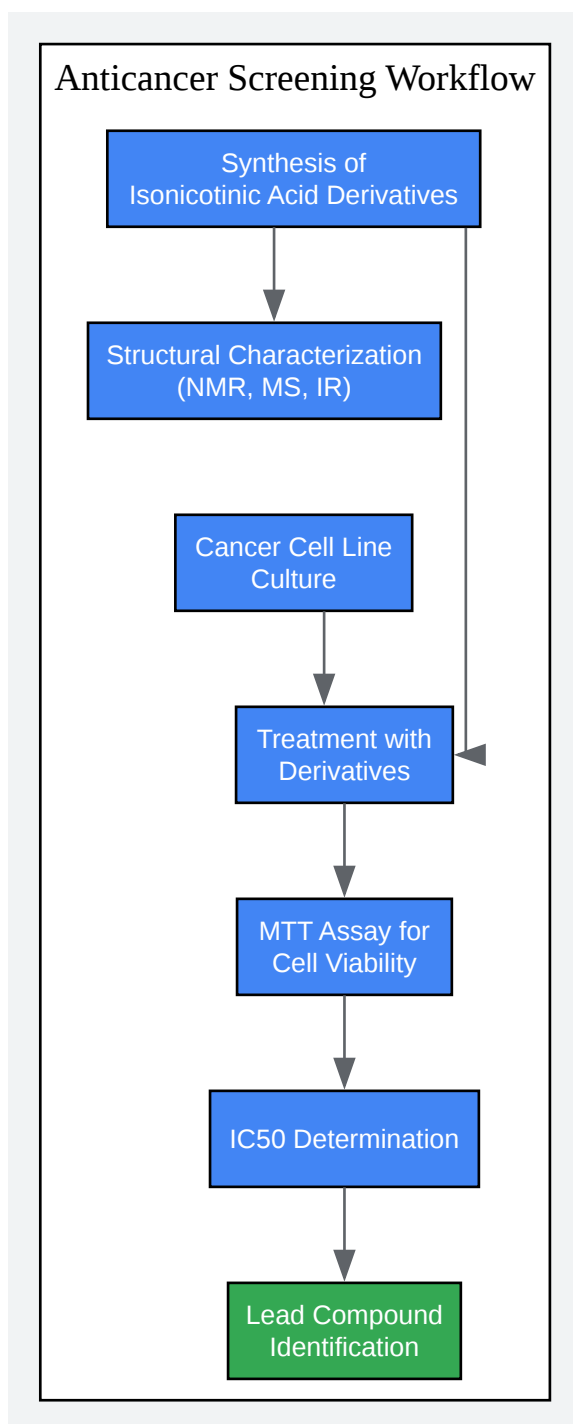 Anticancer Screening Workflow
Synthesis of
Isonicotinic Acid Derivatives
Structural Characterization
(NMR, MS, IR)
Cancer Cell Line
Culture
Treatment with
Derivatives
MTT Assay for
Cell Viability
IC50 Determination
Lead Compound
Identification